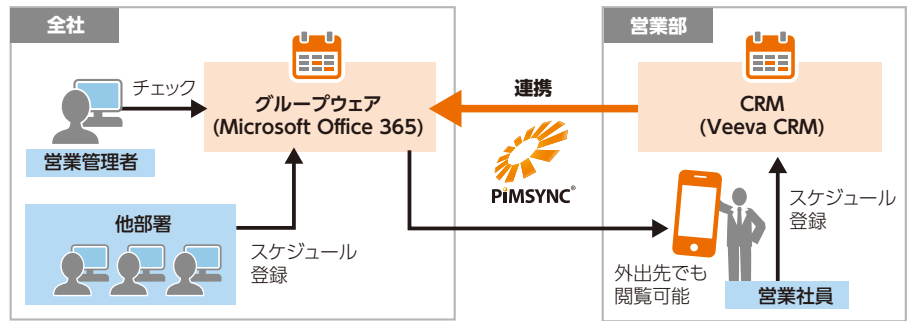 全社
チェック
営業管理者
グループウェア
(Microsoft Office 365)
他部署
スケジュール
登録
連携
PiMSYNC®
営業部
CRM
(Veeva CRM)
スケジュール
登録
外出先でも
閲覧可能
営業社員